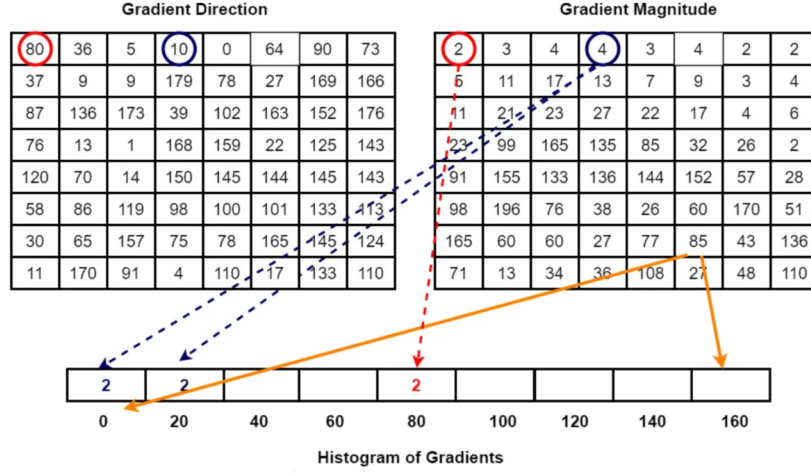 Gradient Direction Gradient Magnitude
80 36 5 10 0 64 90 73 2 3 4 4 3 4 2 2
37 9 9 179 78 27 169 166 5 11 17 13 7 9 3 4
87 136 173 39 102 163 152 176 11 21 23 27 22 17 4 6
76 13 1 168 159 22 125 143 23 99 165 135 85 32 26 2
120 70 14 150 145 144 145 143 91 155 133 136 144 152 57 28
58 86 119 98 100 101 133 113 98 196 76 38 26 60 170 51
30 65 157 75 78 165 145 124 165 60 60 27 77 85 43 136
11 170 91 4 110 17 133 110 71 13 34 36 108 27 48 110
2 2 2
0 20 40 60 80 100 120 140 160
Histogram of Gradients